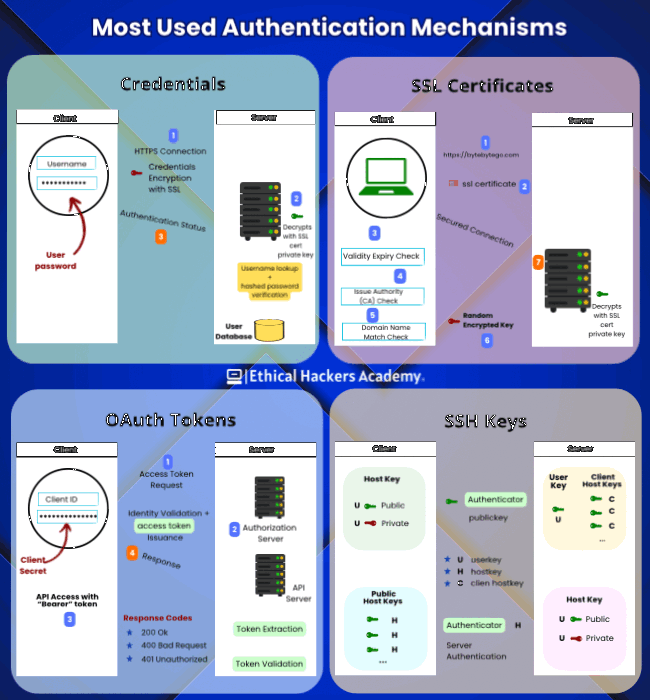 Most Used Authentication Mechanisms
Credentials
Client
Server
Username
***********
User
password
1
HTTPS Connection
Credentials
Encryption
with SSL
Authentication Status
3
2
Decrypts
with SSL
cert
private key
Username lookup
+
hashed password
verification
User
Database
SSL Certificates
Client
Server
1
https://bytebytego.com
ssl certificate 2
Secured Connection
3
Validity Expiry Check
4
Issue Authority
(CA) Check
5
Domain Name
Match Check
Random
Encrypted Key
6
7
Decrypts
with SSL
cert
private key
|Ethical Hackers Academy
OAuth Tokens
Client
Server
Client ID
Client
Secret
API Access with
"Bearer" token
3
1
Access Token
Request
Identity Validation +
access token
Issuance
4 Response
Response Codes
200 Ok
400 Bad Request
401 Unauthorized
2 Authorization
Server
API
Server
Token Extraction
Token Validation
SSH Keys
Client
Server
Host Key
U Public
U Private
Public
Host Keys
H
H
H
...
Authenticator
publickey
U userkey
H hostkey
C clien hostkey
Authenticator H
Server
Authentication
User
Key
U
Client
Host Keys
C
C
C
...
Host Key
U Public
U Private